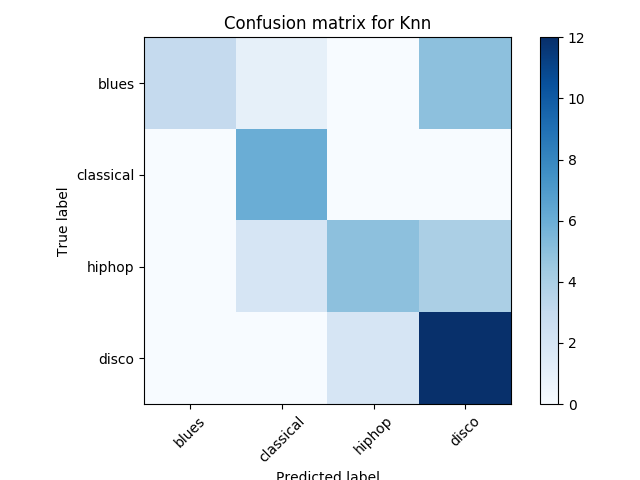 Confusion matrix for Knn
True label
blues
classical
hiphop
disco
blues
classical
hiphop
disco
Predicted label
12
10
8
6
4
2
0